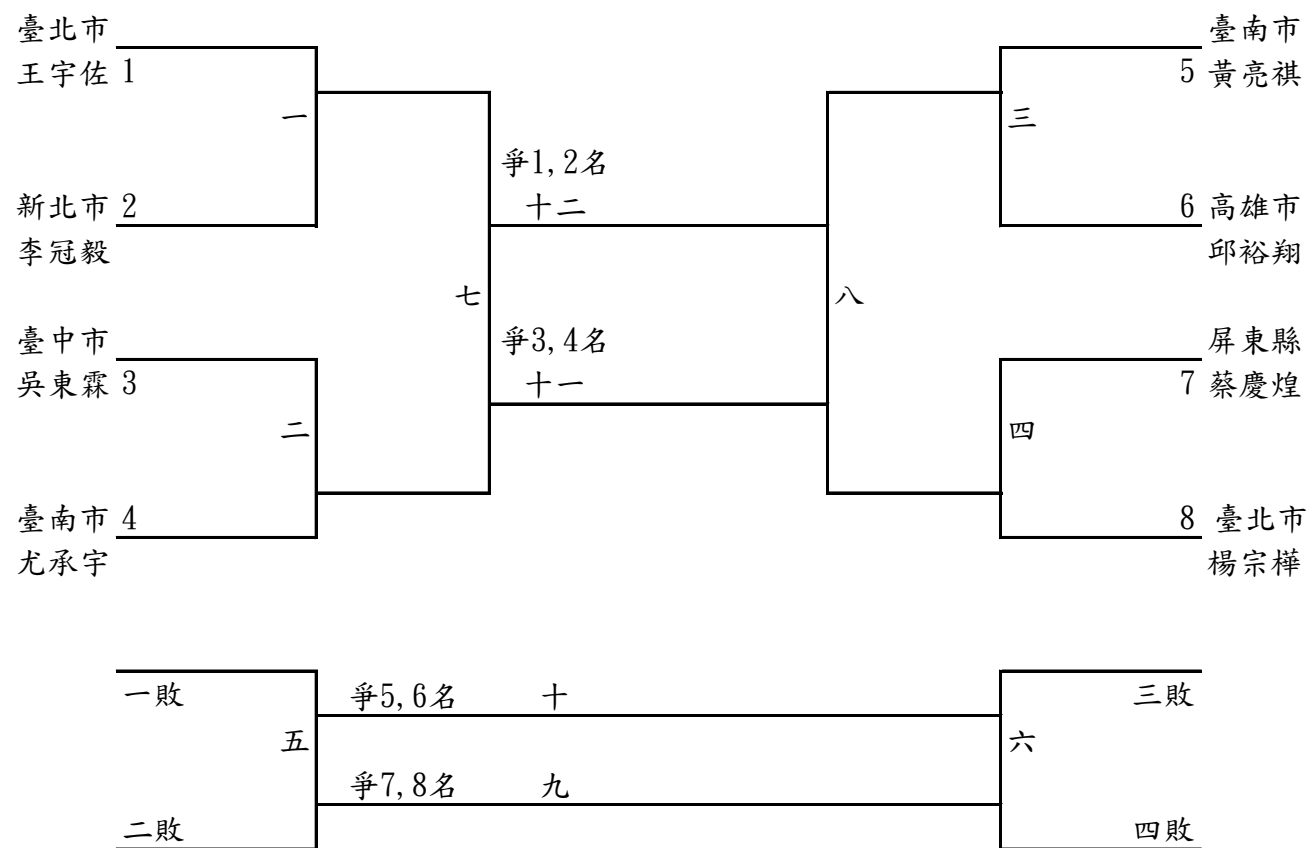 臺北市
王宇佐 1
一
新北市 2
李冠毅
臺中市
吳東霖 3
二
臺南市 4
尤承宇
七
爭1,2名
十二
爭3,4名
十一
八
臺南市
5 黃亮祺
三
6 高雄市
邱裕翔
屏東縣
7 蔡慶煌
四
8 臺北市
楊宗樺
一敗
五
二敗
爭5,6名 十
爭7,8名 九
三敗
六
四敗